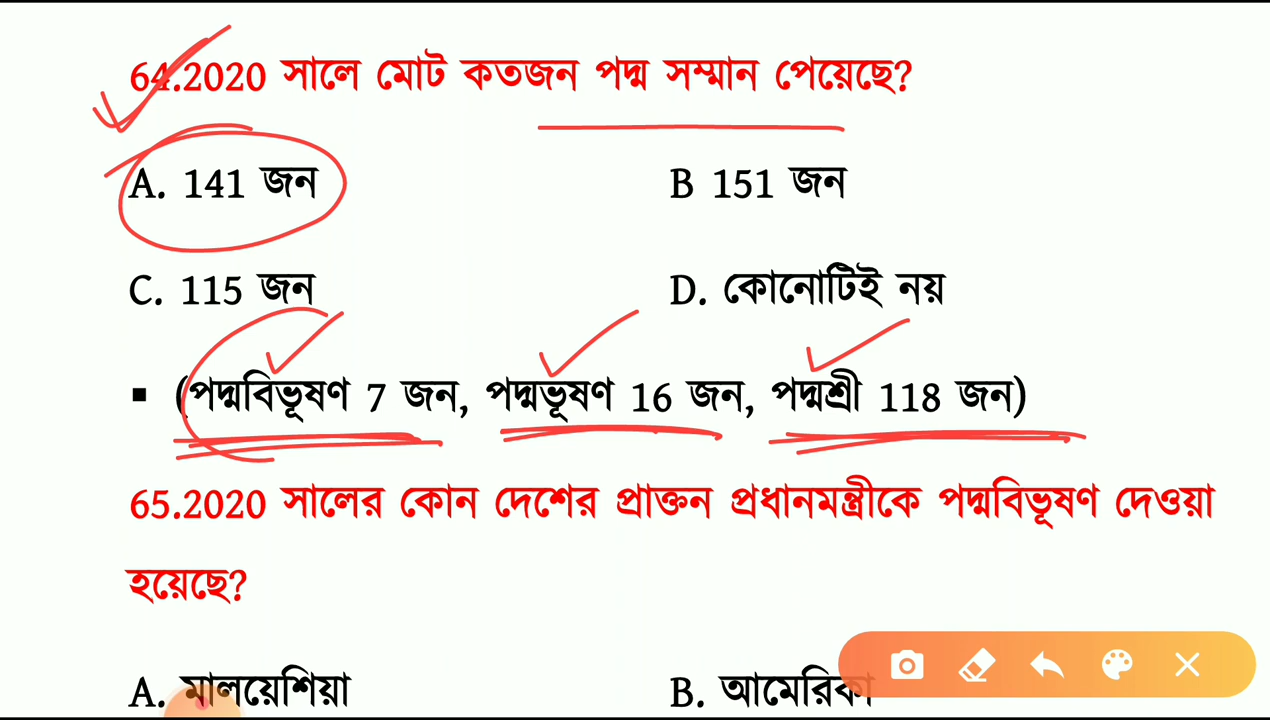 64.2020 সালে মোট কতজন পদ্ম সম্মান পেয়েছে?
A. 141 জন B 151 জন
C. 115 জন D. কোনোটিই নয়
▪ (পদ্মবিভূষণ 7 জন, পদ্মভূষণ 16 জন, পদ্মশ্রী 118 জন)
65.2020 সালের কোন দেশের প্রাক্তন প্রধানমন্ত্রীকে পদ্মবিভূষণ দেওয়া
হয়েছে?
A. মালয়েশিয়া B. আমেরিকা